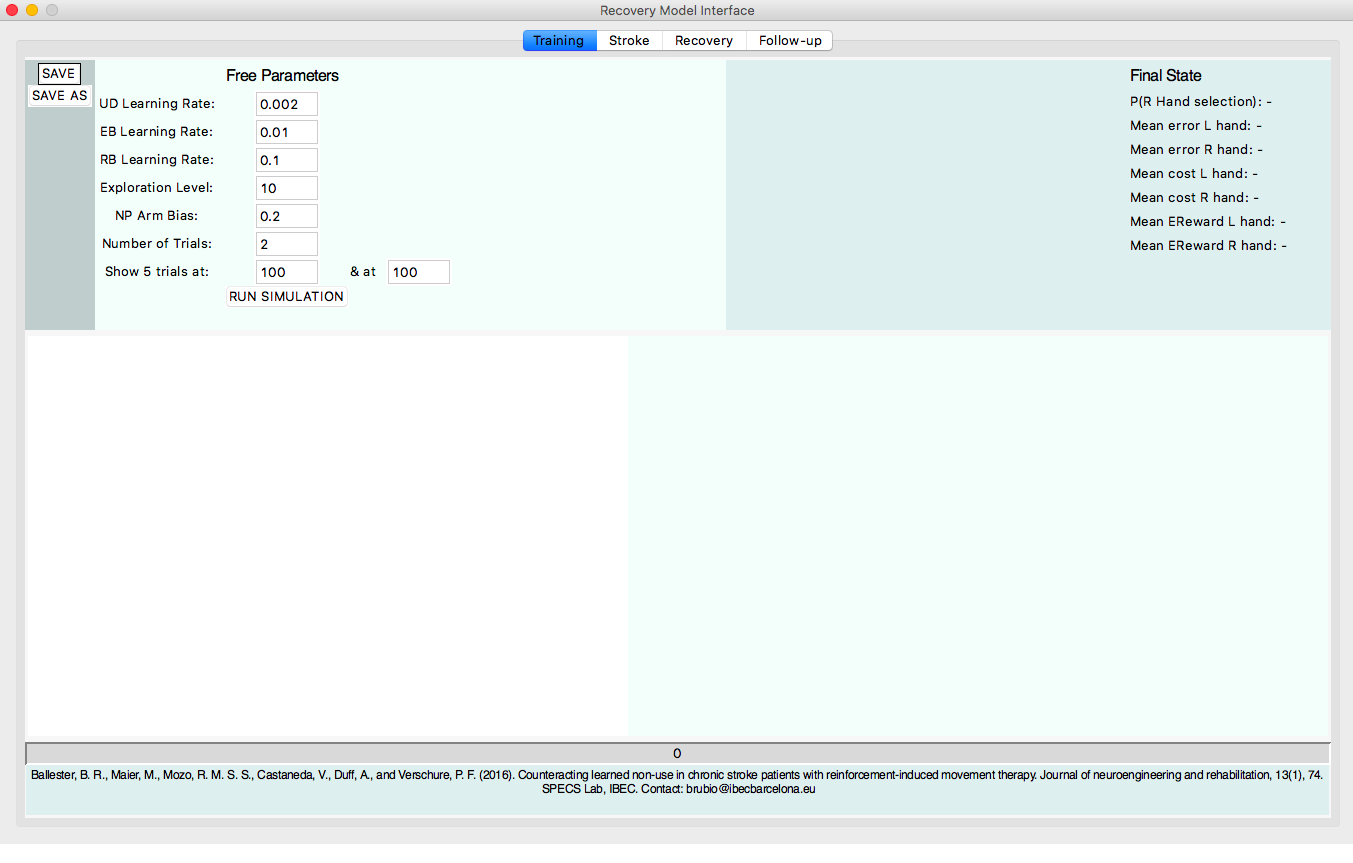 Recovery Model Interface
Training Stroke Recovery Follow-up
SAVE
SAVE AS
Free Parameters
UD Learning Rate: 0.002
EB Learning Rate: 0.01
RB Learning Rate: 0.1
Exploration Level: 10
NP Arm Bias: 0.2
Number of Trials: 2
Show 5 trials at: 100 & at 100
RUN SIMULATION
Final State
P(R Hand selection): -
Mean error L hand: -
Mean error R hand: -
Mean cost L hand: -
Mean cost R hand: -
Mean EReward L hand: -
Mean EReward R hand: -
0
Ballester, B. R., Maier, M., Mozo, R. M. S. S., Castaneda, V., Duff, A., and Verschure, P. F. (2016). Counteracting learned non-use in chronic stroke patients with reinforcement-induced movement therapy. Journal of neuroengineering and rehabilitation, 13(1), 74.
SPECS Lab, IBEC. Contact: brubio@ibecbarcelona.eu